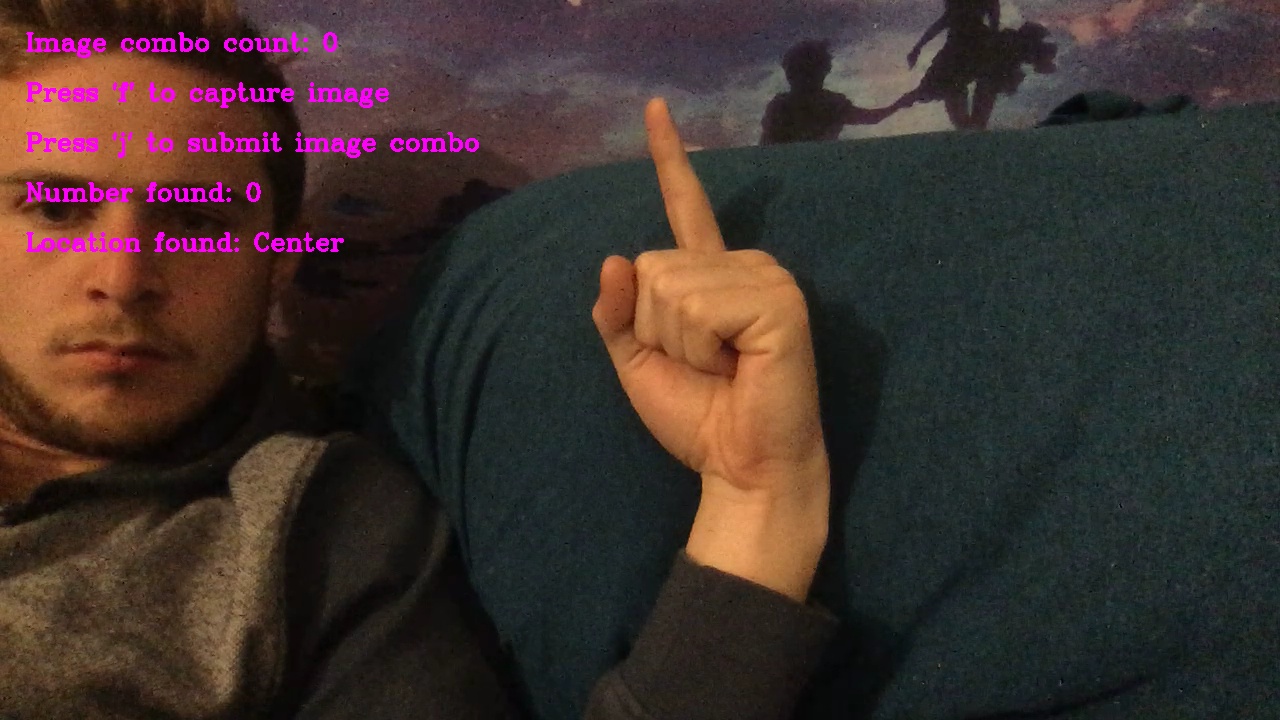 Image combo count: 0
Press 'f' to capture image
Press 'j' to submit image combo
Number found: 0
Location found: Center